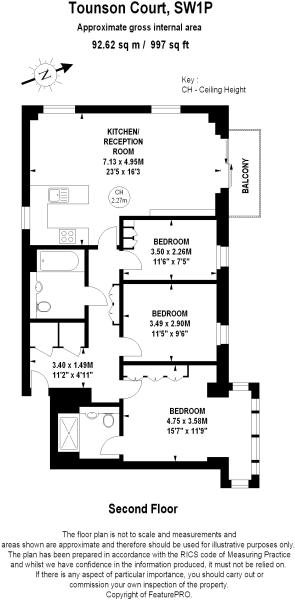 Tounson Court, SW1P
Approximate gross internal area
92.62 sq m / 997 sq ft
N
Key :
CH - Ceiling Height
KITCHEN/
RECEPTION
ROOM
7.13 x 4.95M
23'5 x 16'3
BALCONY
CH
2.27m
BEDROOM
3.50 x 2.26M
11'6" x 7'5"
BEDROOM
3.49 x 2.90M
11'5" x 9'6"
3.40 x 1.49M
11'2" x 4'11"
BEDROOM
4.75 x 3.58M
15'7" x 11'9"
Second Floor
The floor plan is not to scale and measurements and
areas shown are approximate and therefore should be used for illustrative purposes only.
The plan has been prepared in accordance with the RICS code of Measuring Practice
and whilst we have confidence in the information produced, it must not be relied on.
If there is any aspect of particular importance, you should carry out or
commission your own inspection of the property.
Copyright of FeaturePRO.